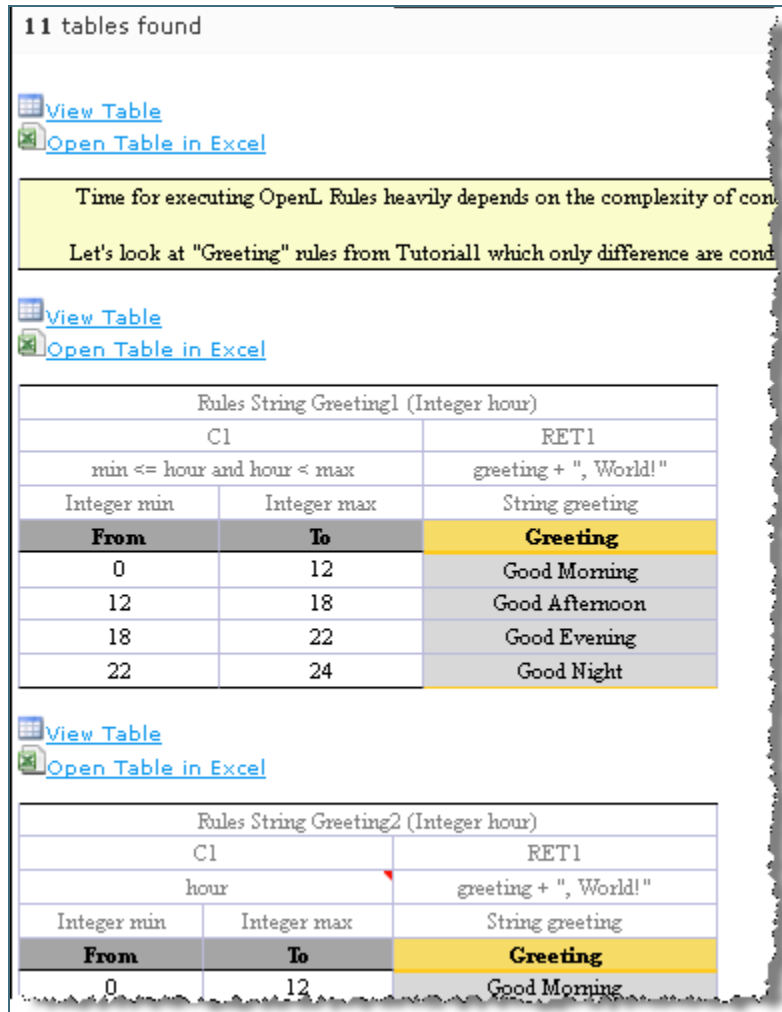 11 tables found
View Table
Open Table in Excel
Time for executing OpenL Rules heavily depends on the complexity of
Let's look at "Greeting" rules from Tutorial1 which only difference are
View Table
Open Table in Excel
Rules String Greeting1 (Integer hour)
C1 RET1
min <= hour and hour < max greeting + ", World!"
Integer min Integer max String greeting
From To Greeting
0 12 Good Morning
12 18 Good Afternoon
18 22 Good Evening
22 24 Good Night
View Table
Open Table in Excel
Rules String Greeting2 (Integer hour)
C1 RET1
hour greeting + ", World!"
Integer min Integer max String greeting
From To Greeting
0 12 Good Morning